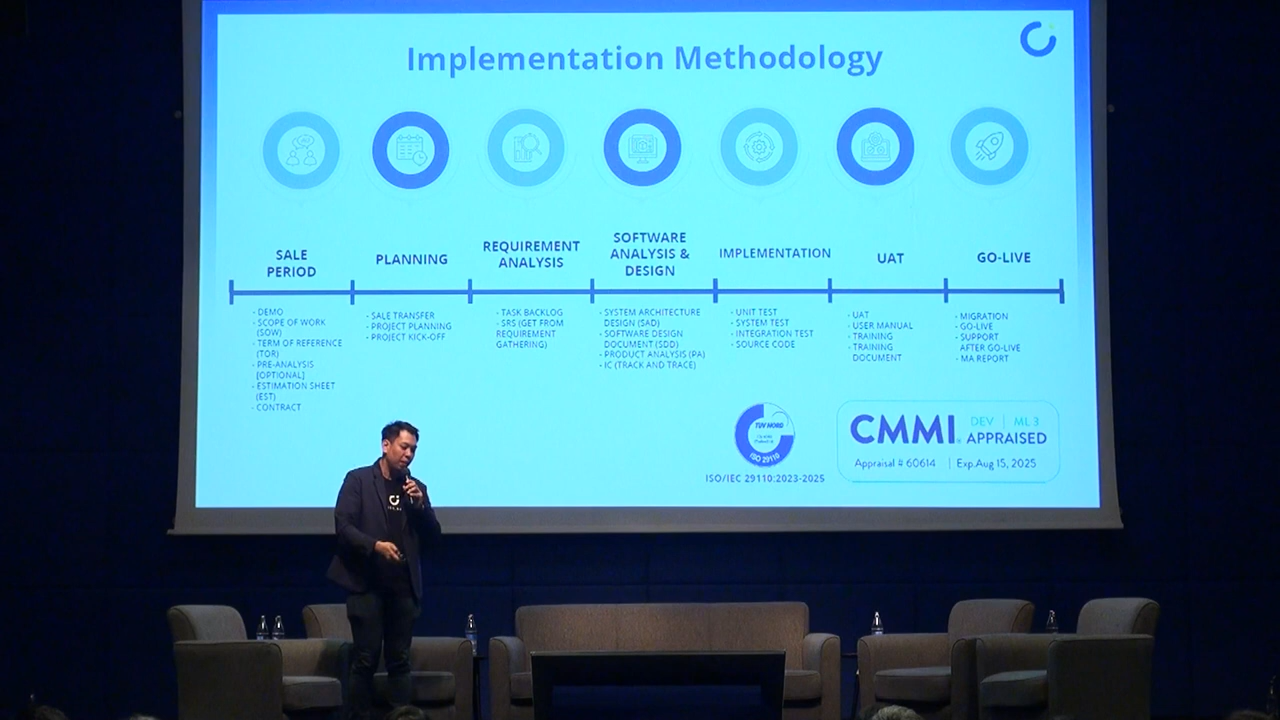 Implementation Methodology
SALE
PERIOD
PLANNING
REQUIREMENT
ANALYSIS
SOFTWARE
ANALYSIS &
DESIGN
IMPLEMENTATION
UAT
GO-LIVE
- DEMO
- SCOPE OF WORK
(SOW)
- TERM OF REFERENCE
(TOR)
- PRE-ANALYSIS
[OPTIONAL]
- ESTIMATION SHEET
(EST)
- CONTRACT
- SALE TRANSFER
- PROJECT PLANNING
- PROJECT KICK-OFF
- TASK BACKLOG
- SRS (GET FROM
REQUIREMENT
GATHERING)
- SYSTEM ARCHITECTURE
DESIGN (SAD)
- SOFTWARE DESIGN
DOCUMENT (SDD)
- PRODUCT ANALYSIS (PA)
- IC (TRACK AND TRACE)
- UNIT TEST
- SYSTEM TEST
- INTEGRATION TEST
- SOURCE CODE
- UAT
- USER MANUAL
- TRAINING
- TRAINING
DOCUMENT
- MIGRATION
- GO-LIVE
- SUPPORT
AFTER GO-LIVE
- MA REPORT
TUV NORD
ISO 29110
ISO/IEC 29110:2023-2025
CMMI® DEV | ML 3
APPRAISED
Appraisal # 60614 | Exp.Aug 15, 2025